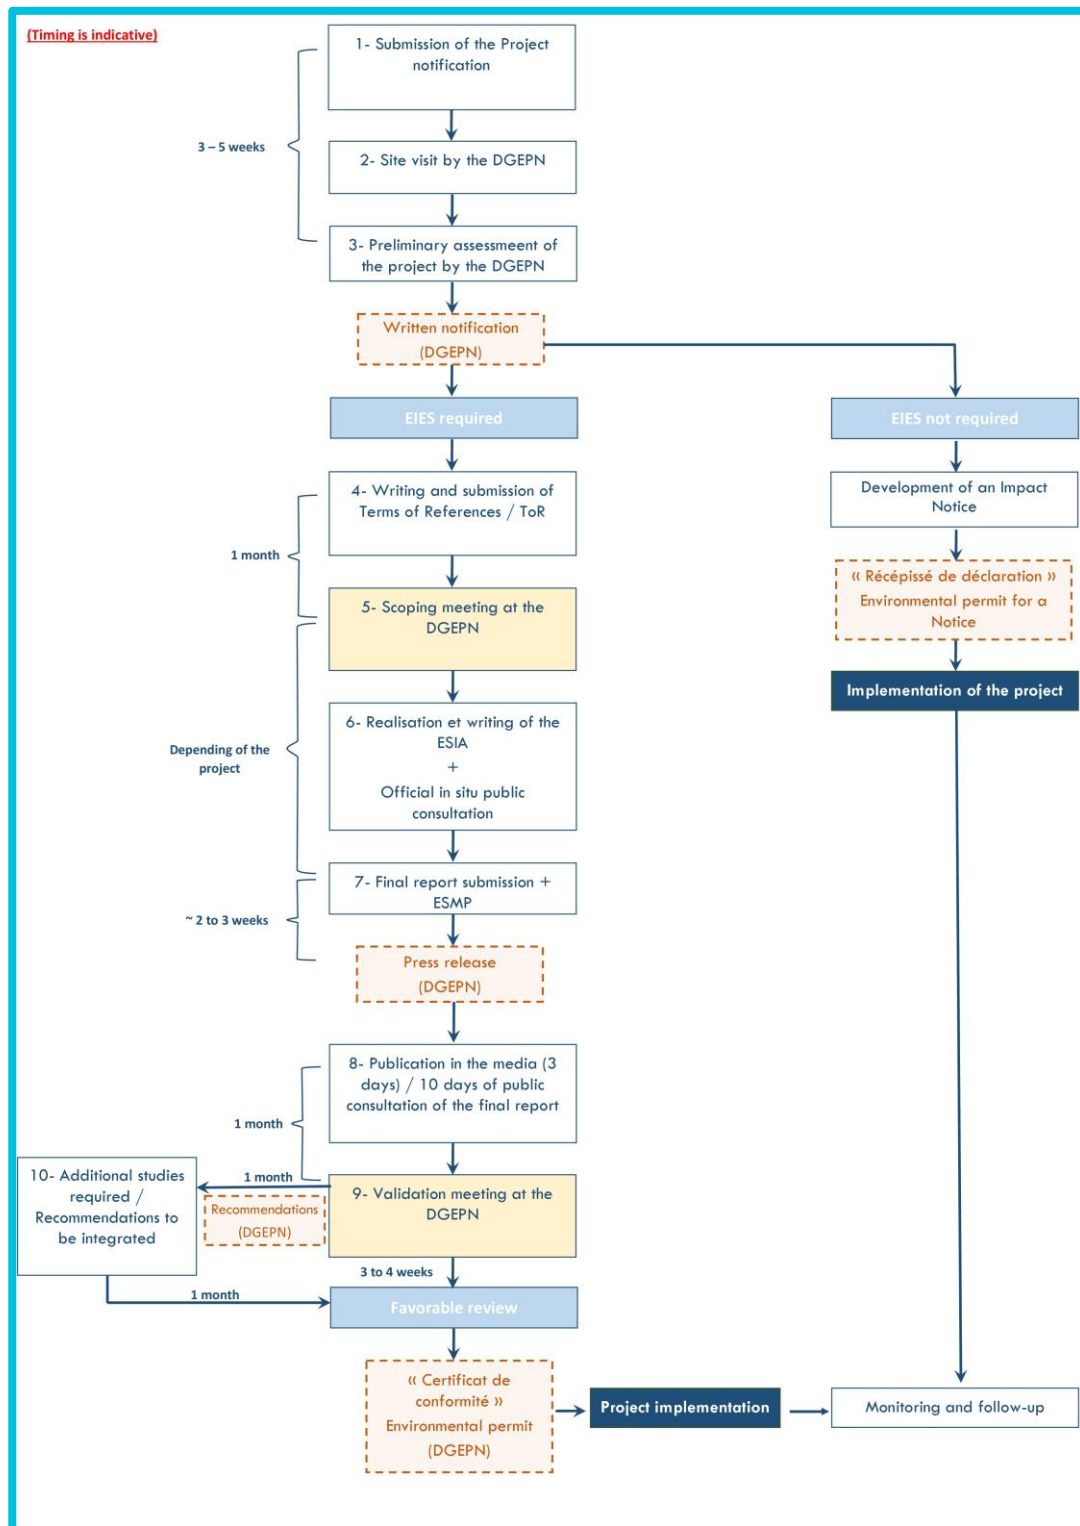 (Timing is indicative)
1- Submission of the Project
notification
3 – 5 weeks
2- Site visit by the DGEPN
3- Preliminary assessmeent of
the project by the DGEPN
Written notification
(DGEPN)
EIES required
EIES not required
4- Writing and submission of
Terms of References / ToR
Development of an Impact
Notice
1 month
« Récépissé de déclaration »
Environmental permit for a
Notice
5- Scoping meeting at the
DGEPN
Implementation of the project
6- Realisation et writing of the
ESIA
+
Official in situ public
consultation
Depending of the
project
7- Final report submission +
ESMP
~ 2 to 3 weeks
Press release
(DGEPN)
8- Publication in the media (3
days) / 10 days of public
consultation of the final report
1 month
10- Additional studies
required /
Recommendations to
be integrated
1 month
Recommendations
(DGEPN)
9- Validation meeting at the
DGEPN
3 to 4 weeks
1 month
Favorable review
« Certificat de
conformité »
Environmental permit
(DGEPN)
Project implementation
Monitoring and follow-up